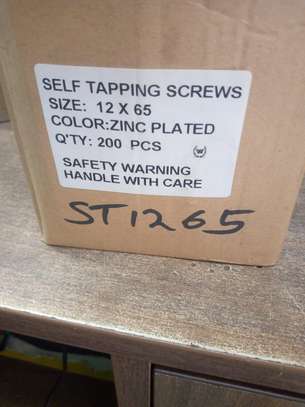 SELF TAPPING SCREWS
SIZE: 12 X 65
COLOR:ZINC PLATED
Q'TY: 200 PCS
SAFETY WARNING
HANDLE WITH CARE
ST1265